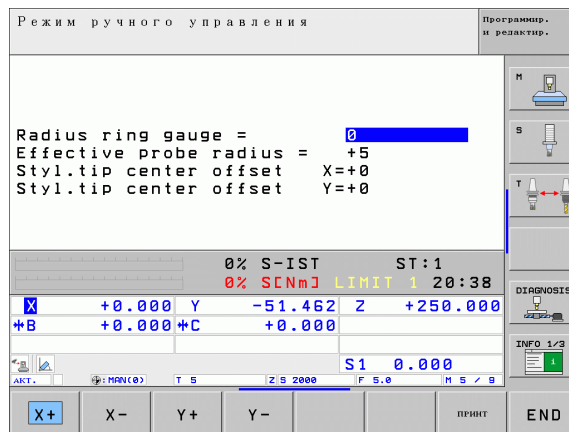 Режим ручного управления
Программир.
и редактир.
Radius ring gauge = 0
Effective probe radius = +5
Styl.tip center offset X=+0
Styl.tip center offset Y=+0
M
S
T
0% S-IST ST:1
0% S[Nm] LIMIT 1 20:38
DIAGNOSIS
X +0.000 Y -51.462 Z +250.000
B +0.000 C +0.000
INFO 1/3
S1 0.000
АКТ. : MAN(0) T 5 Z S 2000 F 5.0 M 5 / 9
X+ X- Y+ Y- ПРИНТ END